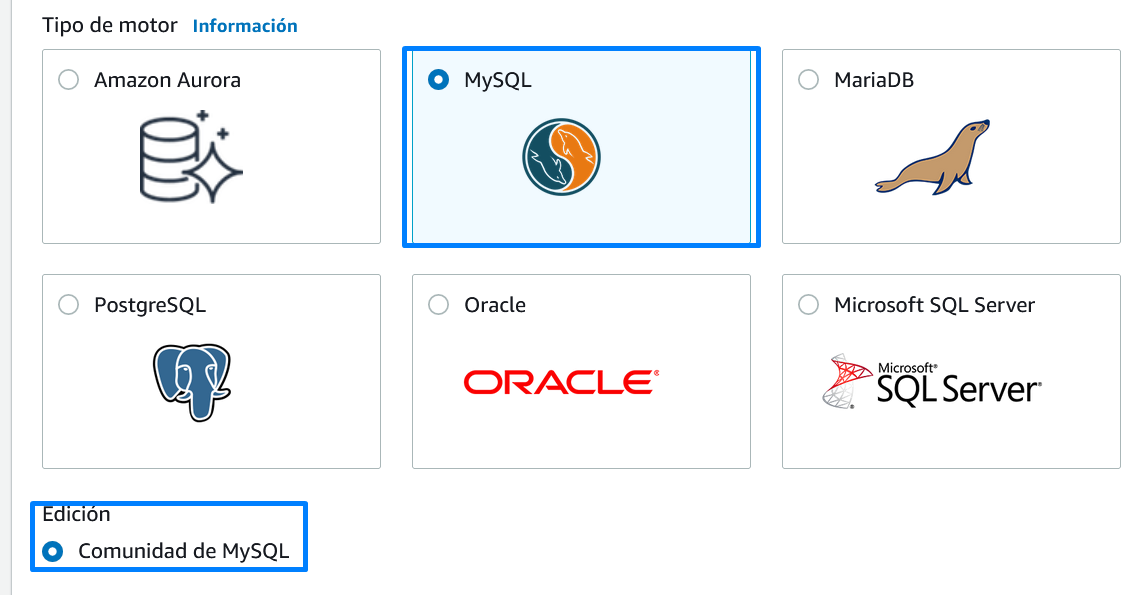 Tipo de motor Información
Amazon Aurora
MySQL
MariaDB
PostgreSQL
Oracle
ORACLE®
Microsoft SQL Server
Microsoft®
SQL Server®
Edición
Comunidad de MySQL